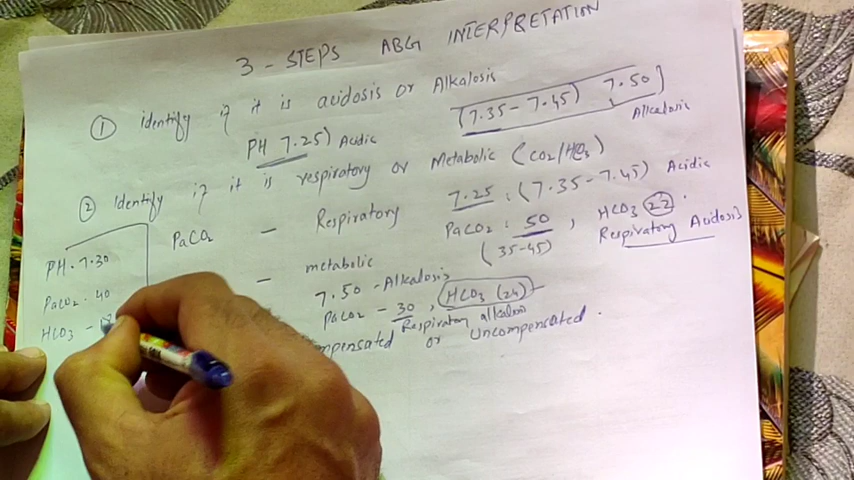 3 - STEPS ABG INTERPRETATION
① identify if it is acidosis or Alkalosis
PH 7.25) Acidic (7.35 - 7.45) 7.50) Alkalosis
② Identify if it is respiratory or Metabolic (CO2/HCO3)
7.25 : (7.35 - 7.45) Acidic
PaCO2 - Respiratory
PaCO2 : 50 , HCO3 22 .
(35-45) Respiratory Acidosis
- metabolic
7.50 - Alkalosis
PaCO2 - 30 , HCO3 (24)
Respiratory alkalosis
mpensated or Uncompensated .
PH . 7.30
PaCO2 . 40
HCO3 -